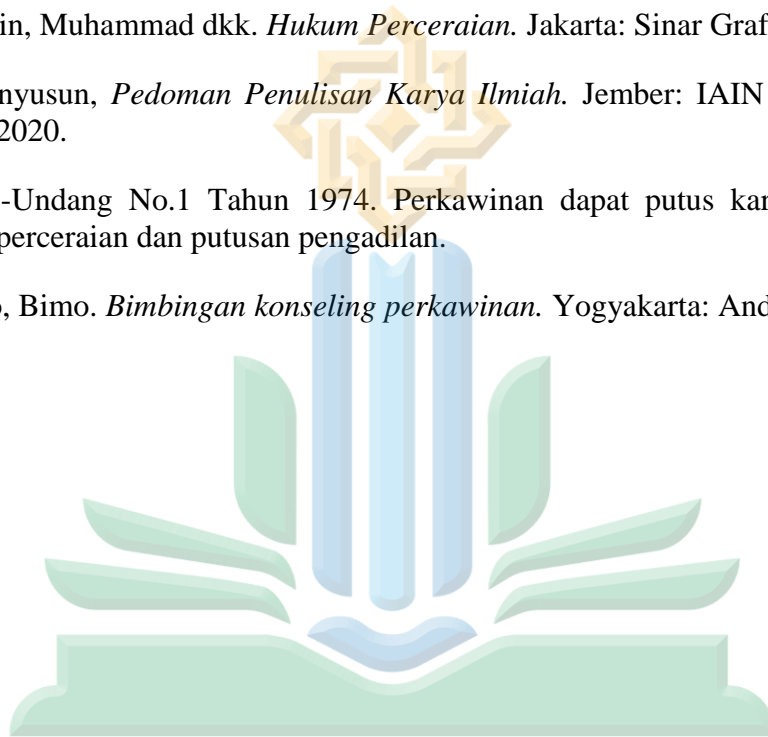 in, Muhammad dkk. Hukum Perceraian. Jakarta: Sinar Graf
nyusun, Pedoman Penulisan Karya Ilmiah. Jember: IAIN
2020.
-Undang No.1 Tahun 1974. Perkawinan dapat putus kar
perceraian dan putusan pengadilan.
, Bimo. Bimbingan konseling perkawinan. Yogyakarta: And